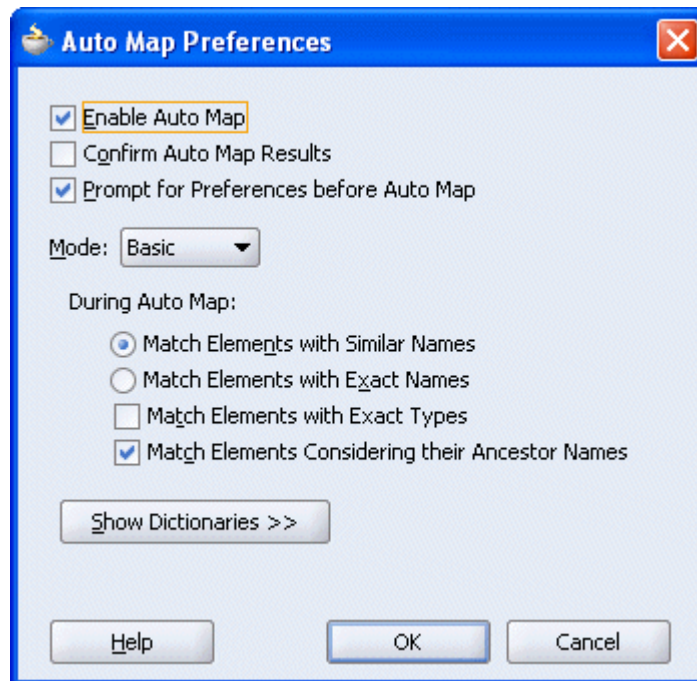 Auto Map Preferences
Enable Auto Map
Confirm Auto Map Results
Prompt for Preferences before Auto Map
Mode: Basic
During Auto Map:
Match Elements with Similar Names
Match Elements with Exact Names
Match Elements with Exact Types
Match Elements Considering their Ancestor Names
Show Dictionaries >>
Help OK Cancel